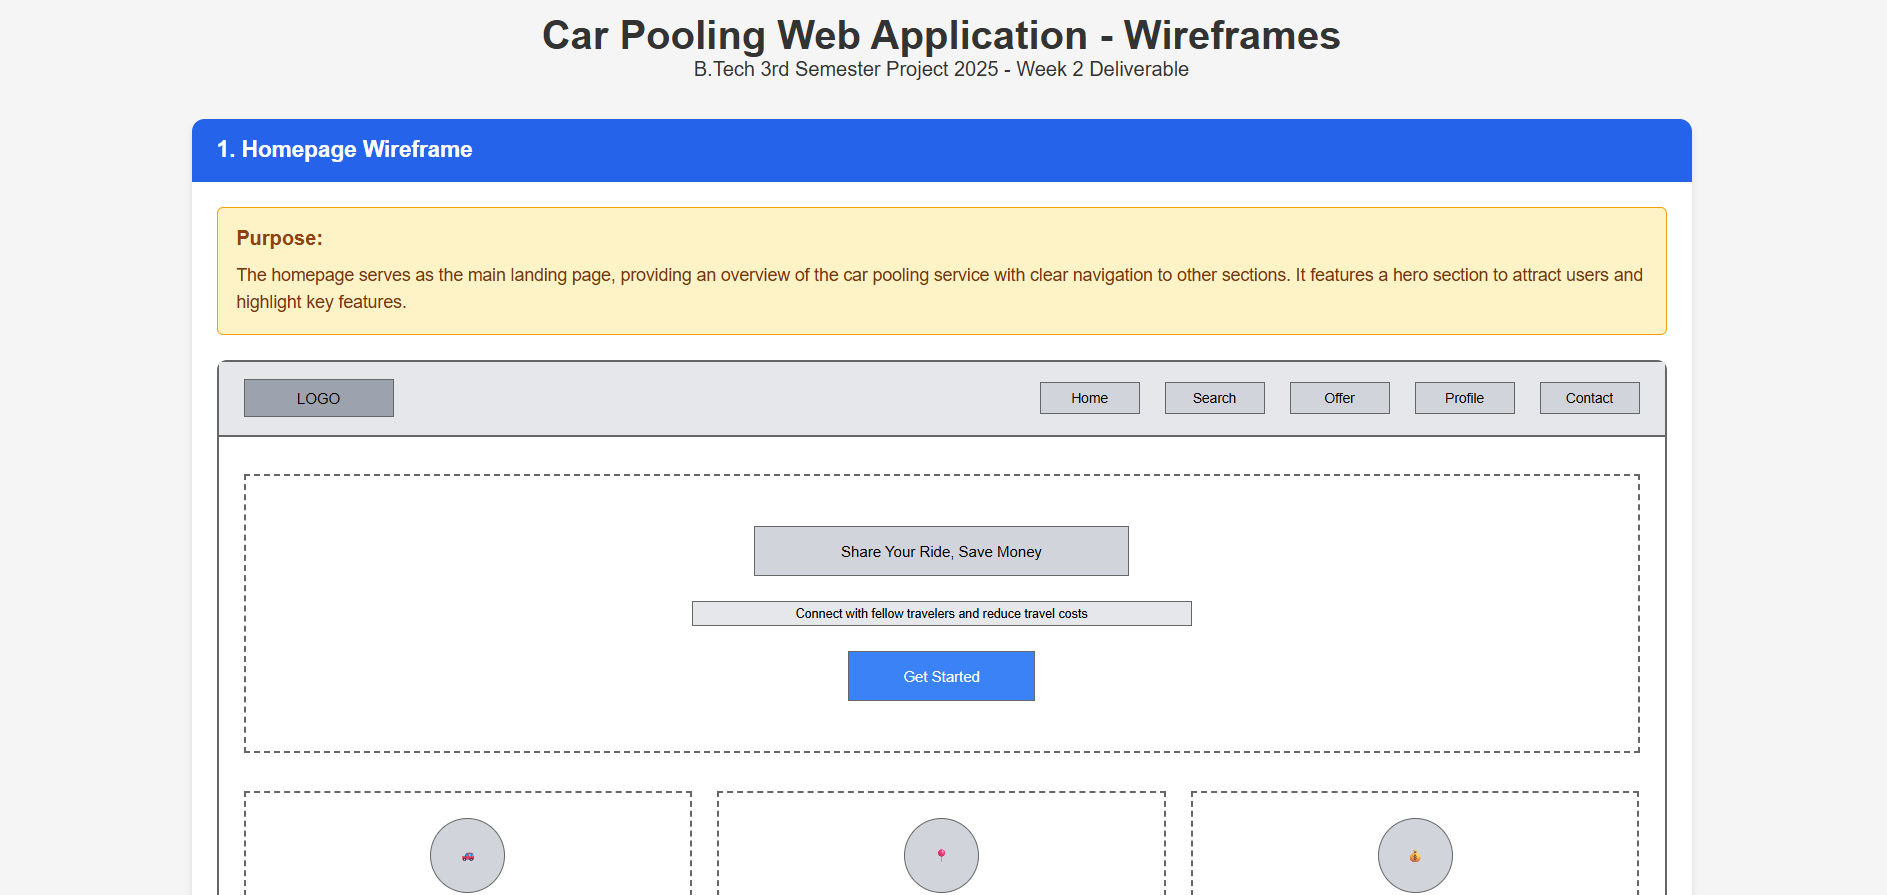 Car Pooling Web Application - Wireframes
B.Tech 3rd Semester Project 2025 - Week 2 Deliverable
1. Homepage Wireframe
Purpose:
The homepage serves as the main landing page, providing an overview of the car pooling service with clear navigation to other sections. It features a hero section to attract users and
highlight key features.
LOGO
Home
Search
Offer
Profile
Contact
Share Your Ride, Save Money
Connect with fellow travelers and reduce travel costs
Get Started